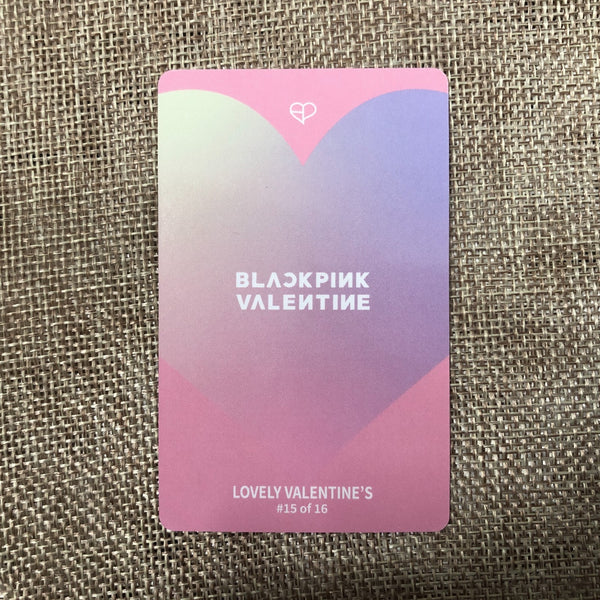 BLACKPINK
VALENTINE
LOVELY VALENTINE'S
#15 of 16